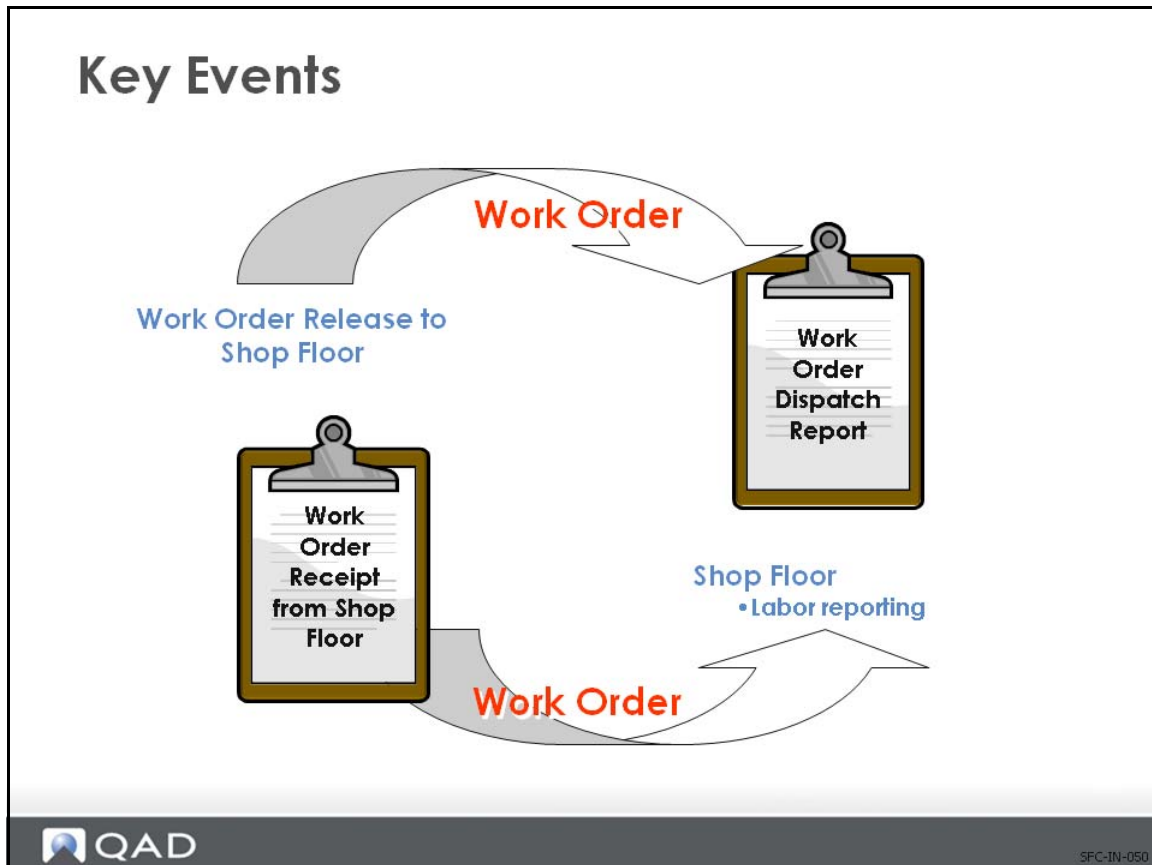 Key Events
Work Order
Work Order Release to
Shop Floor
Work
Order
Dispatch
Report
Work
Order
Receipt
from Shop
Floor
Shop Floor
•Labor reporting
Work Order
QAD
SFC-IN-050